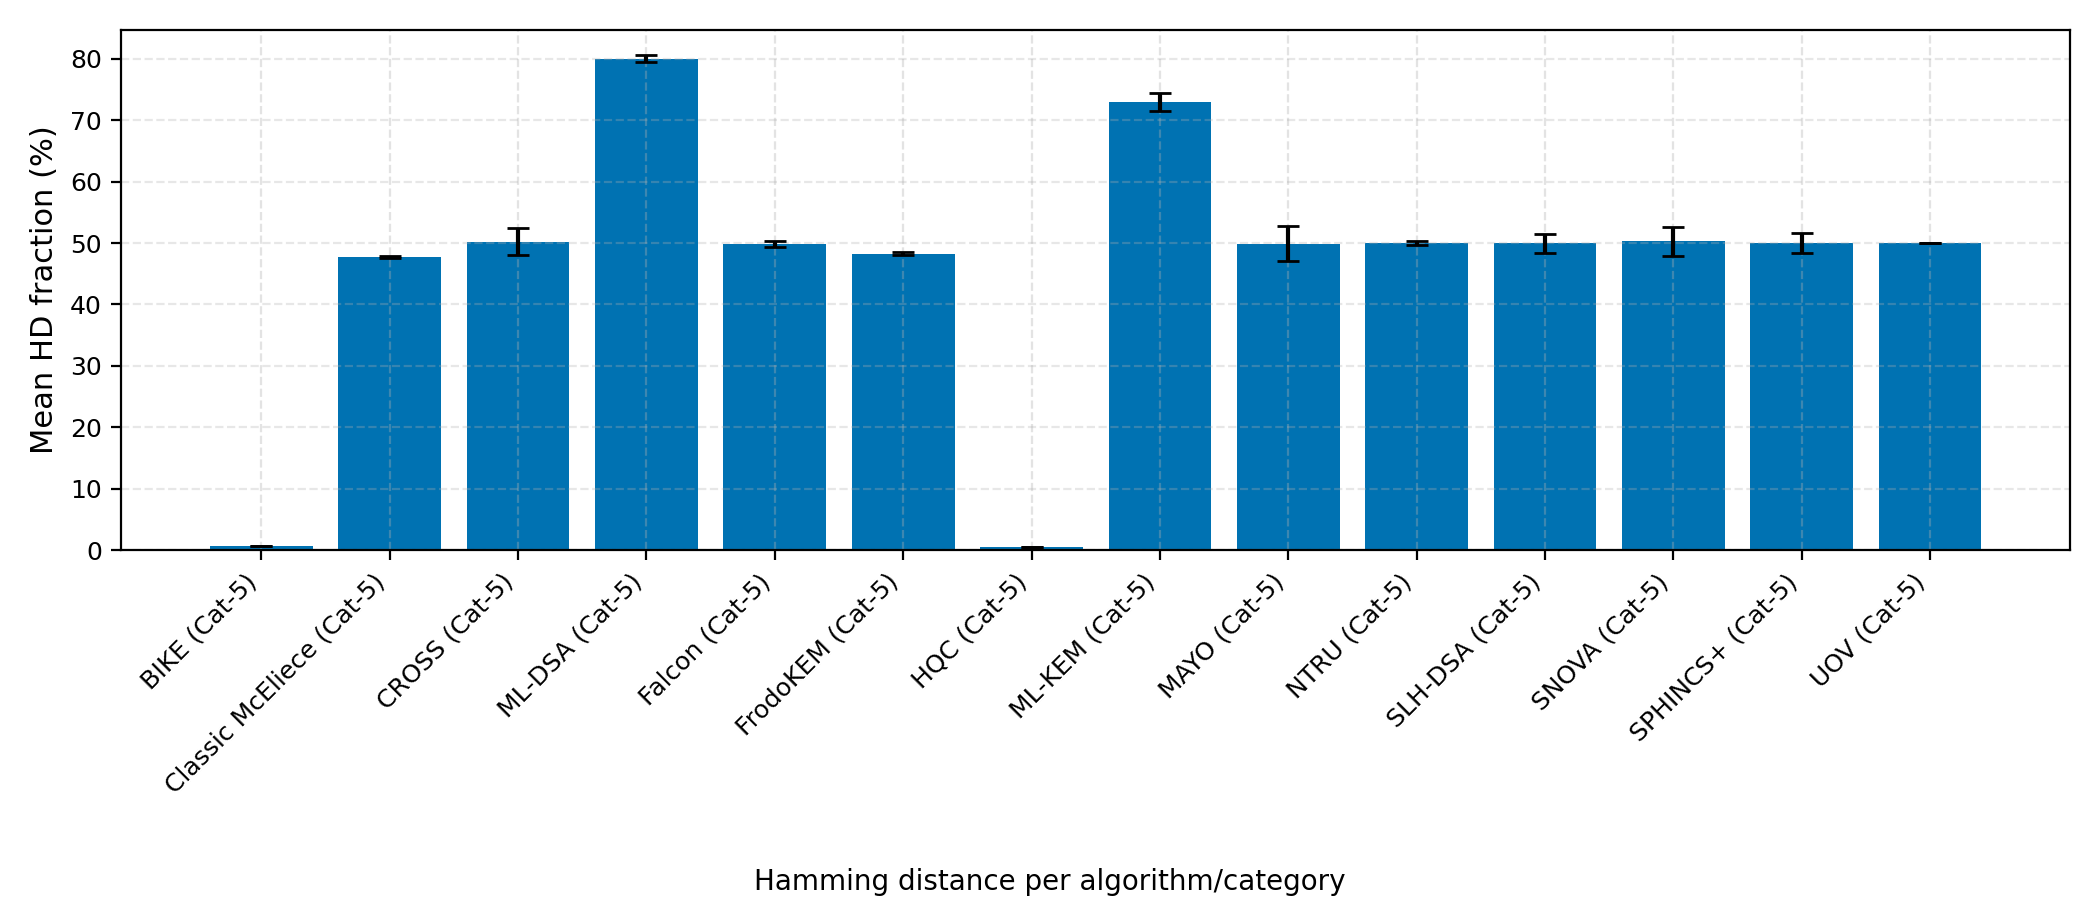 Mean HD fraction (%)
80
70
60
50
40
30
20
10
0
BIKE (Cat-5)
Classic McEliece (Cat-5)
CROSS (Cat-5)
ML-DSA (Cat-5)
Falcon (Cat-5)
FrodoKEM (Cat-5)
HQC (Cat-5)
ML-KEM (Cat-5)
MAYO (Cat-5)
NTRU (Cat-5)
SLH-DSA (Cat-5)
SNOVA (Cat-5)
SPHINCS+ (Cat-5)
UOV (Cat-5)
Hamming distance per algorithm/category